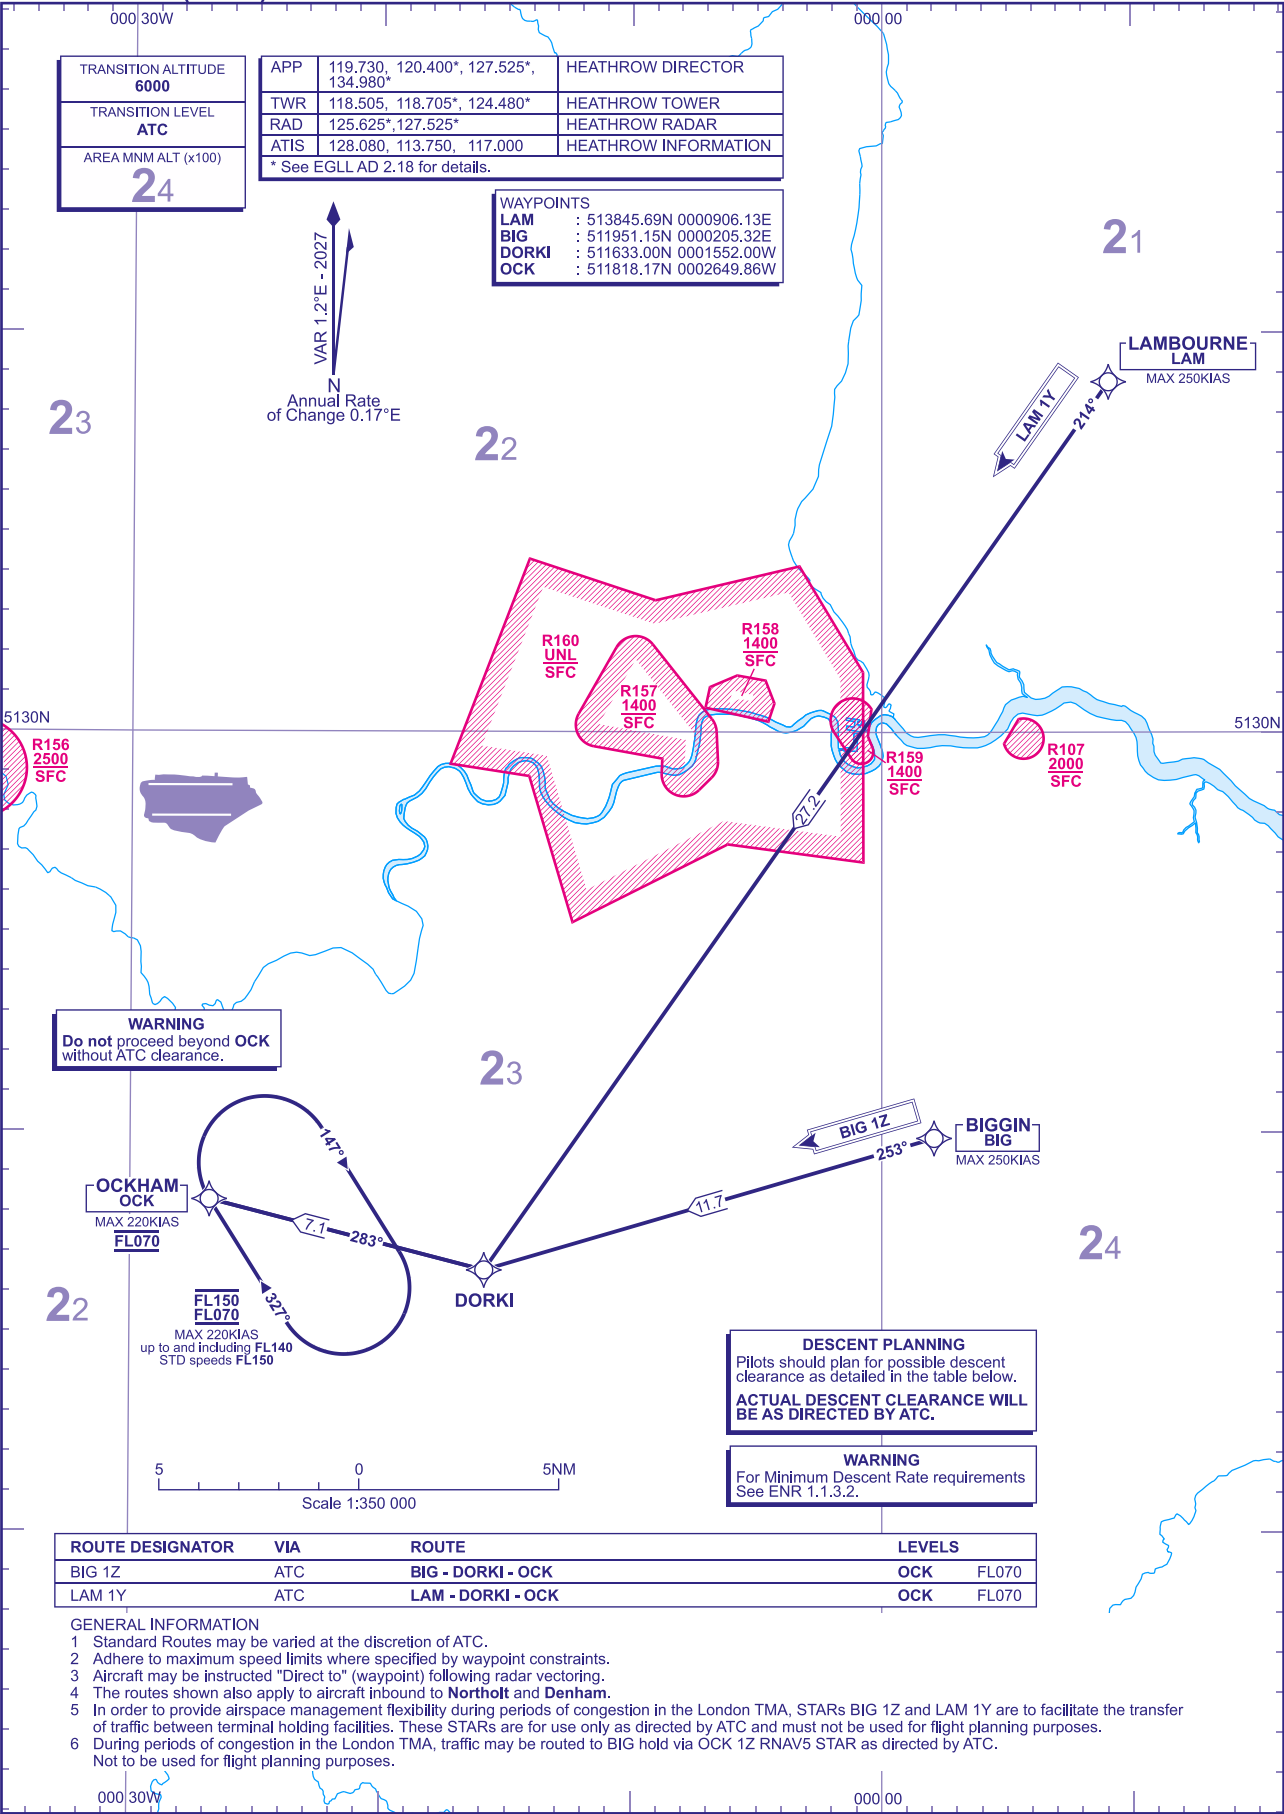 000 30W
000 00
TRANSITION ALTITUDE
6000
TRANSITION LEVEL
ATC
AREA MNM ALT (x100)
24
APP 119.730, 120.400*, 127.525*, 134.980* HEATHROW DIRECTOR
TWR 118.505, 118.705*, 124.480* HEATHROW TOWER
RAD 125.625*,127.525* HEATHROW RADAR
ATIS 128.080, 113.750, 117.000 HEATHROW INFORMATION
* See EGLL AD 2.18 for details.
WAYPOINTS
LAM : 513845.69N 0000906.13E
BIG : 511951.15N 0000205.32E
DORKI : 511633.00N 0001552.00W
OCK : 511818.17N 0002649.86W
VAR 1.2°E - 2027
N
Annual Rate
of Change 0.17°E
21
LAMBOURNE
LAM
MAX 250KIAS
LAM 1Y
214°
23
22
R160
UNL
SFC
R158
1400
SFC
R157
1400
SFC
5130N
5130N
R156
2500
SFC
R159
1400
SFC
R107
2000
SFC
27.2
WARNING
Do not proceed beyond OCK
without ATC clearance.
23
BIG 1Z
253°
BIGGIN
BIG
MAX 250KIAS
147°
OCKHAM
OCK
MAX 220KIAS
FL070
7.1
283°
11.7
24
22
327°
DORKI
FL150
FL070
MAX 220KIAS
up to and including FL140
STD speeds FL150
DESCENT PLANNING
Pilots should plan for possible descent
clearance as detailed in the table below.
ACTUAL DESCENT CLEARANCE WILL
BE AS DIRECTED BY ATC.
WARNING
For Minimum Descent Rate requirements
See ENR 1.1.3.2.
5 0 5NM
Scale 1:350 000
ROUTE DESIGNATOR VIA ROUTE LEVELS
BIG 1Z ATC BIG - DORKI - OCK OCK FL070
LAM 1Y ATC LAM - DORKI - OCK OCK FL070
GENERAL INFORMATION
1 Standard Routes may be varied at the discretion of ATC.
2 Adhere to maximum speed limits where specified by waypoint constraints.
3 Aircraft may be instructed "Direct to" (waypoint) following radar vectoring.
4 The routes shown also apply to aircraft inbound to Northolt and Denham.
5 In order to provide airspace management flexibility during periods of congestion in the London TMA, STARs BIG 1Z and LAM 1Y are to facilitate the transfer
of traffic between terminal holding facilities. These STARs are for use only as directed by ATC and must not be used for flight planning purposes.
6 During periods of congestion in the London TMA, traffic may be routed to BIG hold via OCK 1Z RNAV5 STAR as directed by ATC.
Not to be used for flight planning purposes.
000 30W
000 00